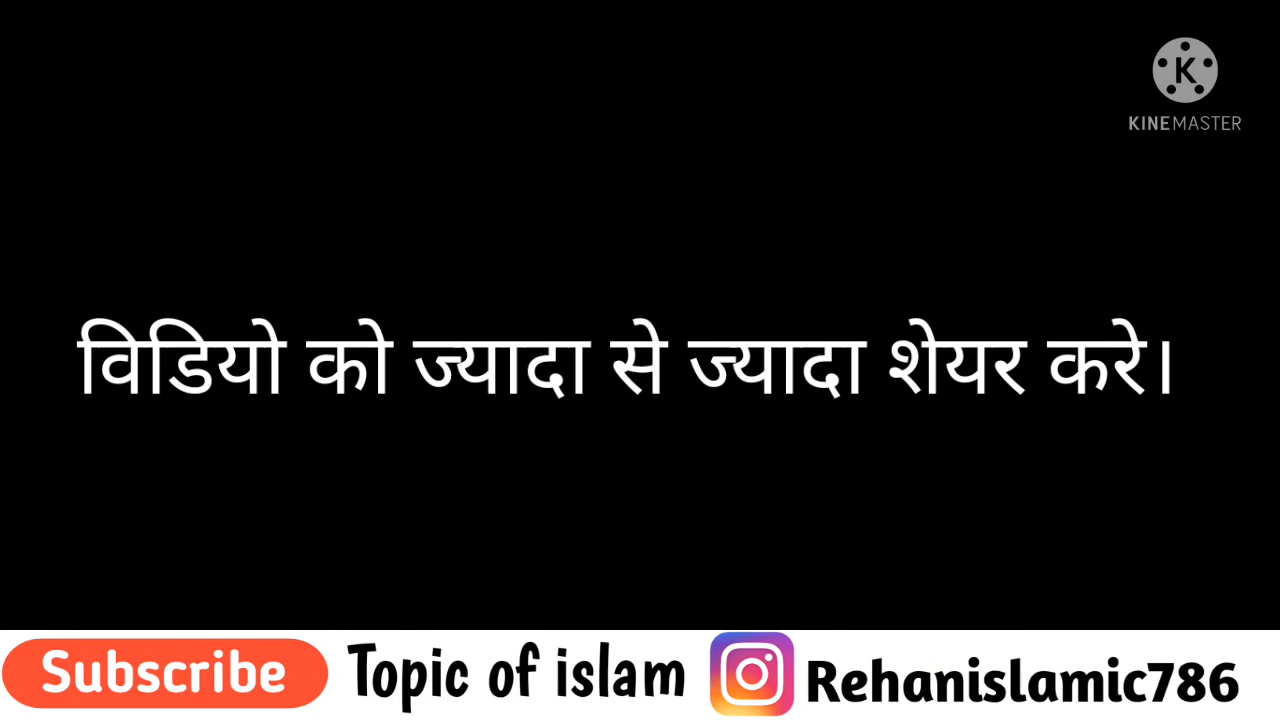 K
KINEMASTER
विडियो को ज्यादा से ज्यादा शेयर करे।
Subscribe Topic of islam Rehanislamic786